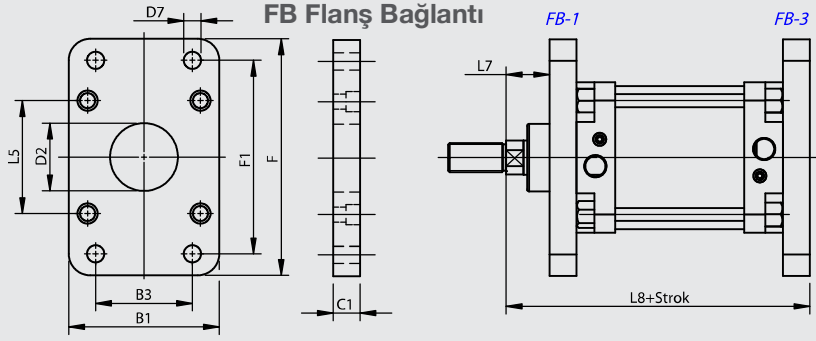 FB Flanş Bağlantı
D7
FB-1
FB-3
L7
L5
D2
F1
F
B3
B1
C1
L8+Strok